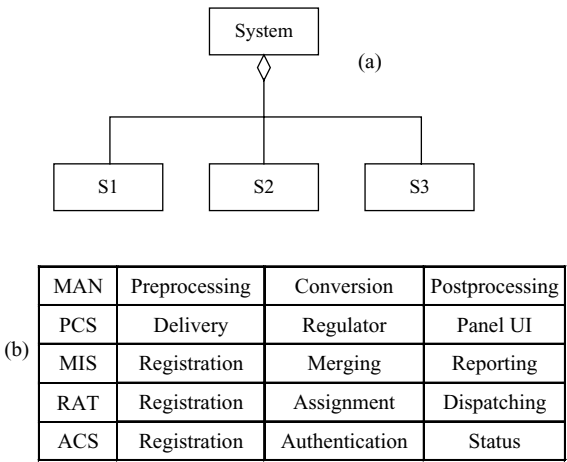 System
(a)
S1 S2 S3
MAN Preprocessing Conversion Postprocessing
PCS Delivery Regulator Panel UI
(b)
MIS Registration Merging Reporting
RAT Registration Assignment Dispatching
ACS Registration Authentication Status